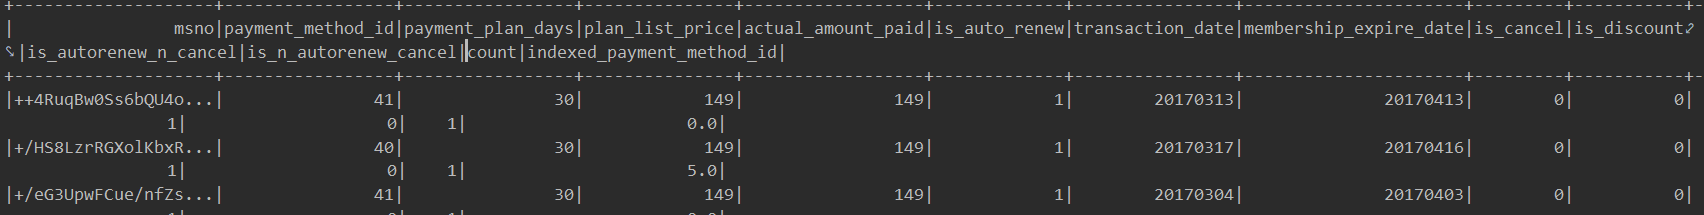 +--------------------+-----------------+-----------------+---------------+------------------+-------------+----------------+----------------------+---------+-----------+
|                msno|payment_method_id|payment_plan_days|plan_list_price|actual_amount_paid|is_auto_renew|transaction_date|membership_expire_date|is_cancel|is_discount
|is_autorenew_n_cancel|is_n_autorenew_cancel|count|indexed_payment_method_id|
+--------------------+-----------------+-----------------+---------------+------------------+-------------+----------------+----------------------+---------+-----------+
|++4RuqBw0Ss6bQU4o...|               41|               30|            149|               149|            1|        20170313|              20170413|        0|          0|
1|                    0|    1|                      0.0|
|+/HS8LzrRGXolKbxR...|               40|               30|            149|               149|            1|        20170317|              20170416|        0|          0|
1|                    0|    1|                      5.0|
|+/eG3UpwFCue/nfZs...|               41|               30|            149|               149|            1|        20170304|              20170403|        0|          0|